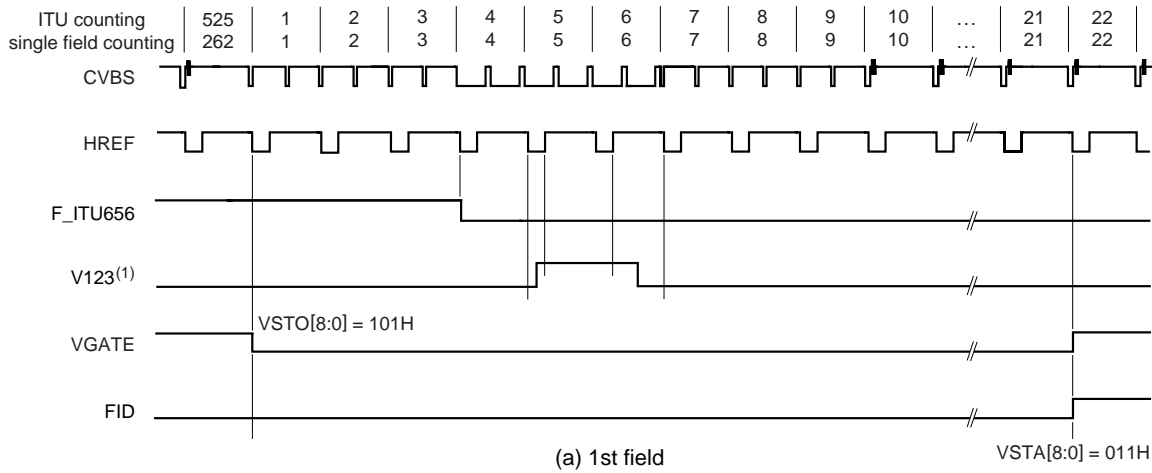 ITU counting 525 1 2 3 4 5 6 7 8 9 10 ... 21 22
single field counting 262 1 2 3 4 5 6 7 8 9 10 ... 21 22
CVBS
HREF
F_ITU656
V123(1)
VSTO[8:0] = 101H
VGATE
FID
VSTA[8:0] = 011H
(a) 1st field